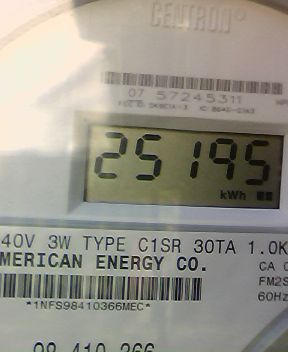 CENTRON®
07 57245311
25195
kWh
40V 3W TYPE C1SR 30TA 1.0K
MERICAN ENERGY CO.
CA 0
FM2S
60Hz
*1NFS98410366MEC*
98 410 366